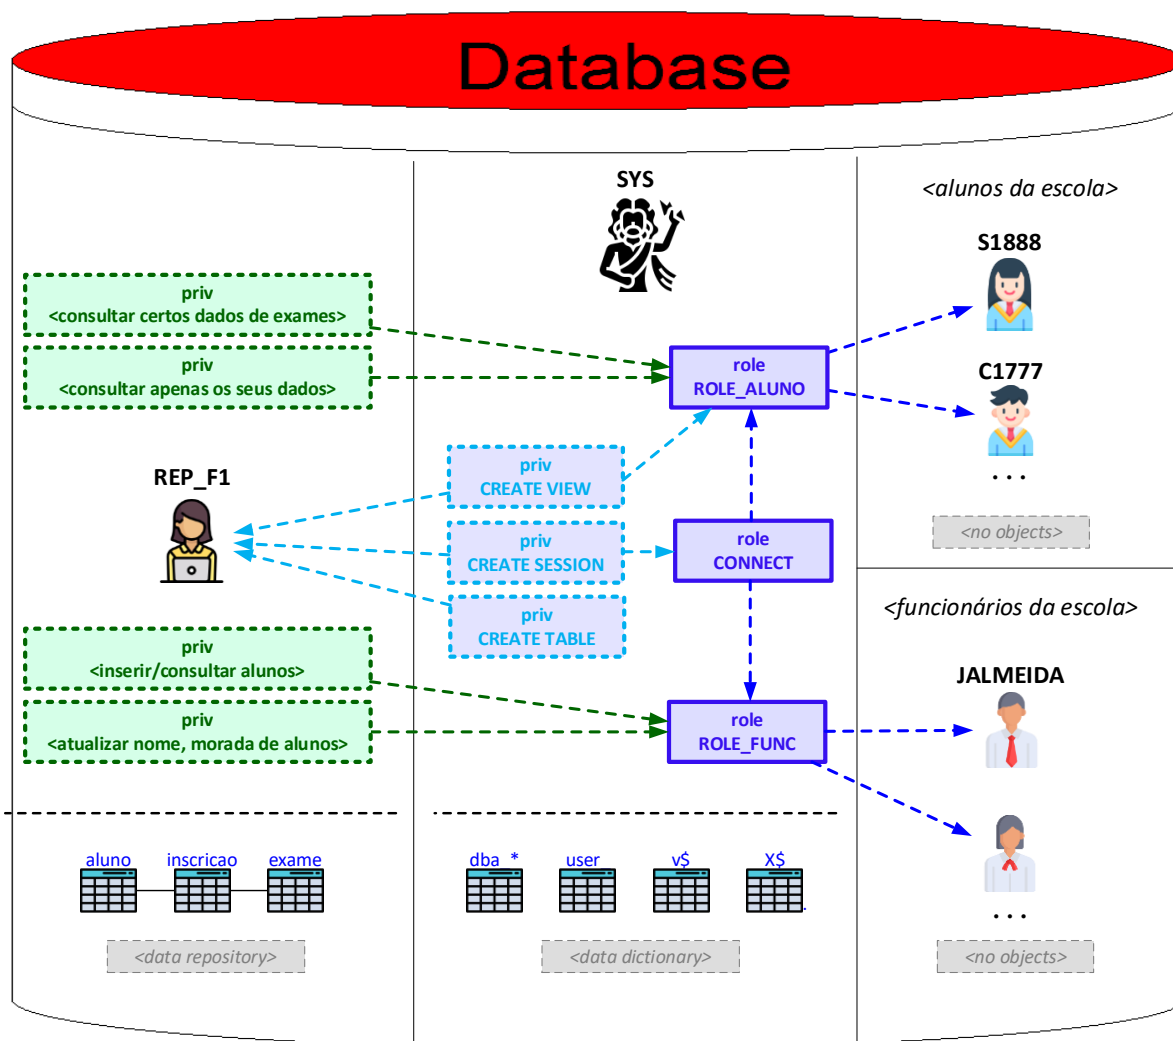 Database
SYS
<alunos da escola>
S1888
priv
<consultar certos dados de exames>
priv
<consultar apenas os seus dados>
role
ROLE_ALUNO
C1777
. . .
priv
CREATE VIEW
REP_F1
priv
CREATE SESSION
role
CONNECT
<no objects>
priv
CREATE TABLE
<funcionários da escola>
priv
<inserir/consultar alunos>
priv
<atualizar nome, morada de alunos>
role
ROLE_FUNC
JALMEIDA
aluno
inscricao
exame
dba_*
user
v$
X$
.
. . .
<data repository>
<data dictionary>
<no objects>